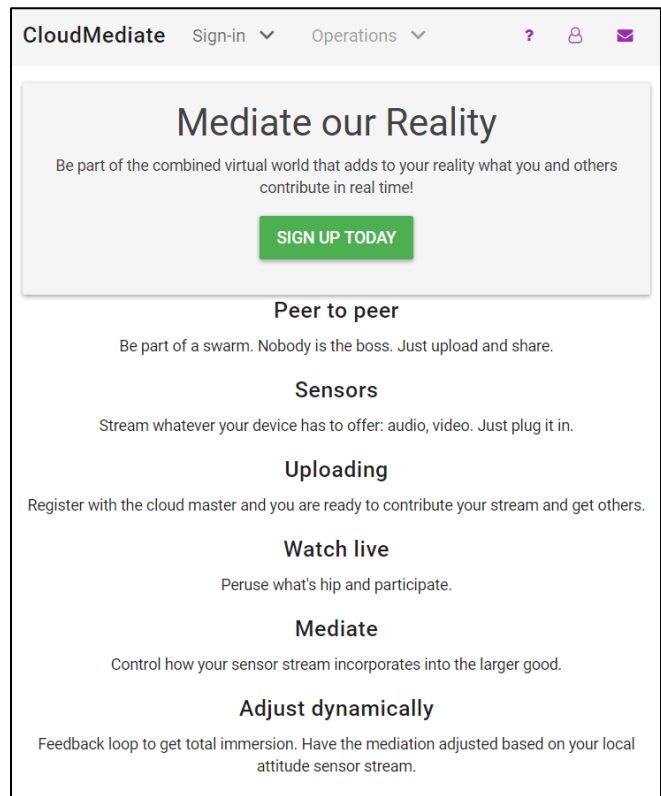 CloudMediate Sign-in Operations ?
Mediate our Reality
Be part of the combined virtual world that adds to your reality what you and others
contribute in real time!
SIGN UP TODAY
Peer to peer
Be part of a swarm. Nobody is the boss. Just upload and share.
Sensors
Stream whatever your device has to offer: audio, video. Just plug it in.
Uploading
Register with the cloud master and you are ready to contribute your stream and get others.
Watch live
Peruse what's hip and participate.
Mediate
Control how your sensor stream incorporates into the larger good.
Adjust dynamically
Feedback loop to get total immersion. Have the mediation adjusted based on your local
attitude sensor stream.